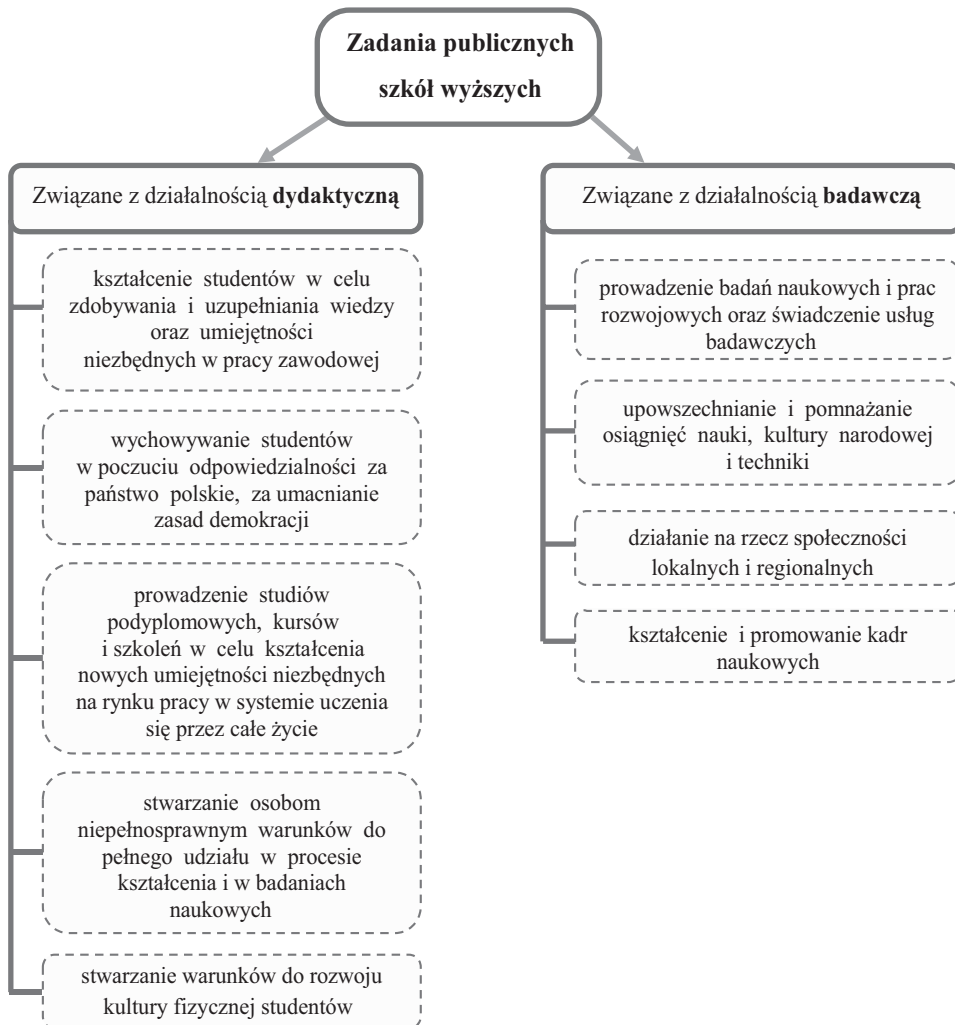 Zadania publicznych
szkół wyższych
Związane z działalnością dydaktyczną
kształcenie studentów w celu
zdobywania i uzupełniania wiedzy
oraz umiejętności
niezbędnych w pracy zawodowej
wychowywanie studentów
w poczuciu odpowiedzialności za
państwo polskie, za umacnianie
zasad demokracji
prowadzenie studiów
podyplomowych, kursów
i szkoleń w celu kształcenia
nowych umiejętności niezbędnych
na rynku pracy w systemie uczenia
się przez całe życie
stwarzanie osobom
niepełnosprawnym warunków do
pełnego udziału w procesie
kształcenia i w badaniach
naukowych
stwarzanie warunków do rozwoju
kultury fizycznej studentów
Związane z działalnością badawczą
prowadzenie badań naukowych i prac
rozwojowych oraz świadczenie usług
badawczych
upowszechnianie i pomnażanie
osiągnięć nauki, kultury narodowej
i techniki
działanie na rzecz społeczności
lokalnych i regionalnych
kształcenie i promowanie kadr
naukowych